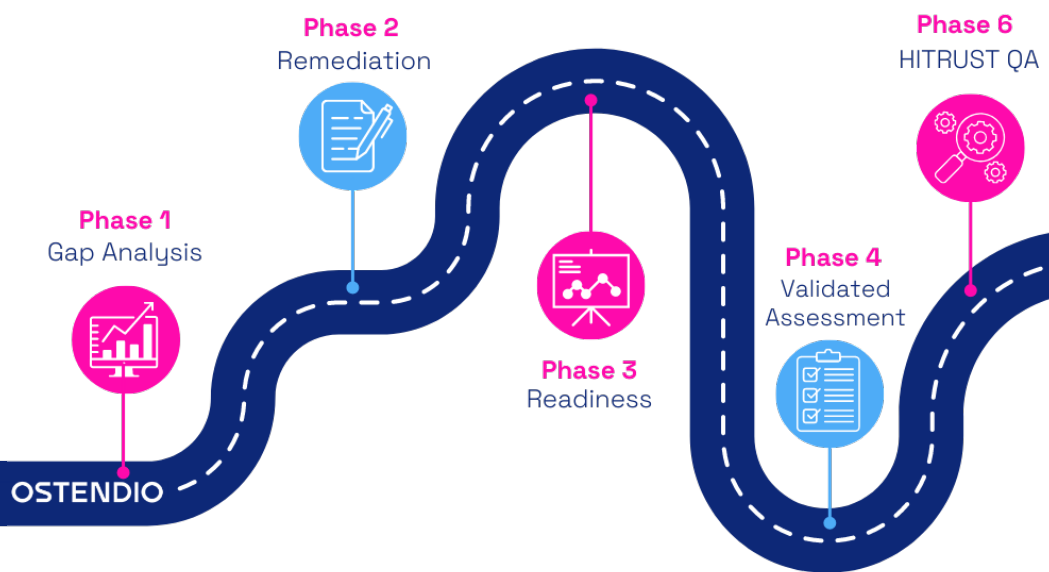 Phase 1
Gap Analysis
Phase 2
Remediation
Phase 3
Readiness
Phase 4
Validated
Assessment
Phase 6
HITRUST QA
OSTENDIO